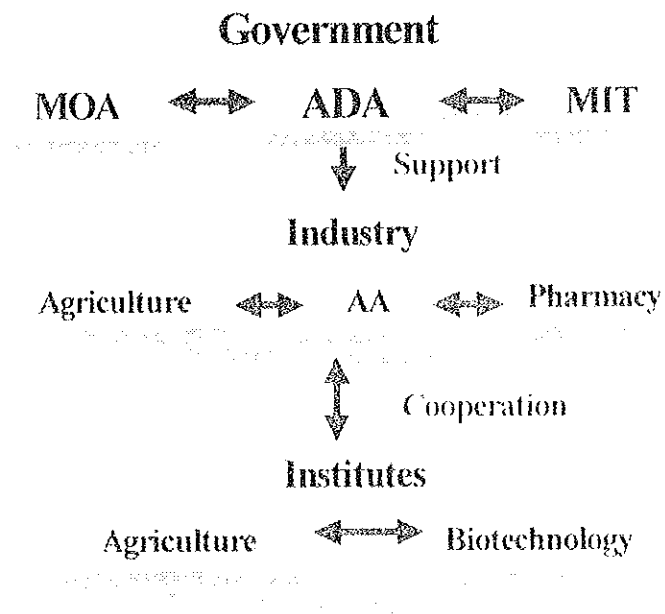 Government
MOA ADA MIT
Support
Industry
Agriculture AA Pharmacy
Cooperation
Institutes
Agriculture Biotechnology